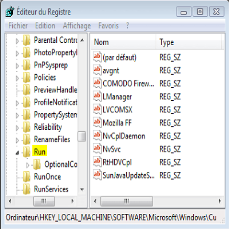 Éditeur du Registre
Fichier Edition Affichage Favoris ?
Parental Contro
PhotoPropertyH
PnPSysprep
Policies
PreviewHandle
ProfileNotificat
PropertySystem
Reliability
RenameFiles
Run
OptionalCo
RunOnce
RunServices
Nom Type
(par défaut) REG_SZ
avgnt REG_SZ
COMODO Firew... REG_SZ
LManager REG_SZ
LVCOMSX REG_SZ
Mozilla FF REG_SZ
NvCplDaemon REG_SZ
NvSvc REG_SZ
RtHDVCpl REG_SZ
SunJavaUpdateS... REG_SZ
Ordinateur\HKEY_LOCAL_MACHINE\SOFTWARE\Microsoft\Windows\Cu